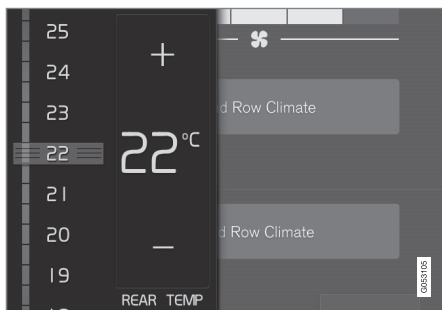 25
24
23
22
21
20
19
+
22°C
−
REAR TEMP
Row Climate
Row Climate
G053105